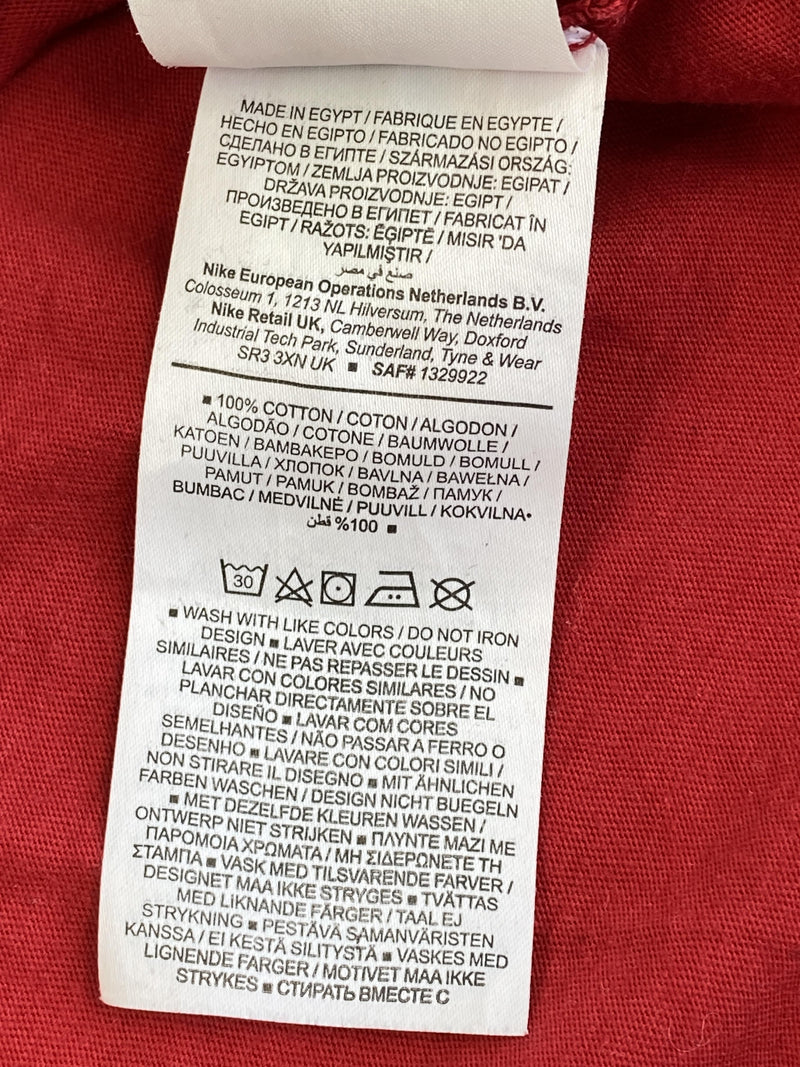 MADE IN EGYPT / FABRIQUE EN EGYPTE /
HECHO EN EGIPTO / FABRICADO NO EGIPTO /
СДЕЛАНО В ЕГИПТЕ / SZÁRMAZÁSI ORSZÁG:
EGYIPTOM / ZEMLJA PROIZVODNJE: EGIPAT /
DRŽAVA PROIZVODNJE: EGIPT /
ПРОИЗВЕДЕНО В ЕГИПЕТ / FABRICAT ÎN
EGIPT / RAŽOTS: ĒĢIPTĒ / MISIR 'DA
YAPILMIŞTIR /
صنع في مصر
Nike European Operations Netherlands B.V.
Colosseum 1, 1213 NL Hilversum, The Netherlands
Nike Retail UK, Camberwell Way, Doxford
Industrial Tech Park, Sunderland, Tyne & Wear
SR3 3XN UK ■ SAF# 1329922
■ 100% COTTON / COTON / ALGODON /
ALGODÃO / COTONE / BAUMWOLLE /
KATOEN / ΒΑΜΒΑΚΕΡΟ / BOMULD / BOMULL /
PUUVILLA / ХЛОПОК / BAVLNA / BAWEŁNA /
PAMUT / PAMUK / BOMBAŽ / ПАМУК /
BUMBAC / MEDVILNĖ / PUUVILL / KOKVILNA•
100% قطن ■
30
■ WASH WITH LIKE COLORS / DO NOT IRON
DESIGN ■ LAVER AVEC COULEURS
SIMILAIRES / NE PAS REPASSER LE DESSIN ■
LAVAR CON COLORES SIMILARES / NO
PLANCHAR DIRECTAMENTE SOBRE EL
DISEÑO ■ LAVAR COM CORES
SEMELHANTES / NÃO PASSAR A FERRO O
DESENHO ■ LAVARE CON COLORI SIMILI /
NON STIRARE IL DISEGNO ■ MIT ÄHNLICHEN
FARBEN WASCHEN / DESIGN NICHT BUEGELN
■ MET DEZELFDE KLEUREN WASSEN /
ONTWERP NIET STRIJKEN ■ ΠΛΥΝΤΕ ΜΑΖΙ ΜΕ
ΠΑΡΟΜΟΙΑ ΧΡΩΜΑΤΑ / ΜΗ ΣΙΔΕΡΩΝΕΤΕ ΤΗ
ΣΤΑΜΠΑ ■ VASK MED TILSVARENDE FARVER /
DESIGNET MAA IKKE STRYGES ■ TVÄTTAS
MED LIKNANDE FÄRGER / TAAL EJ
STRYKNING ■ PESTÄVÄ SAMANVÄRISTEN
KANSSA / EI KESTÄ SILITYSTÄ ■ VASKES MED
LIGNENDE FARGER / MOTIVET MAA IKKE
STRYKES ■ СТИРАТЬ ВМЕСТЕ С